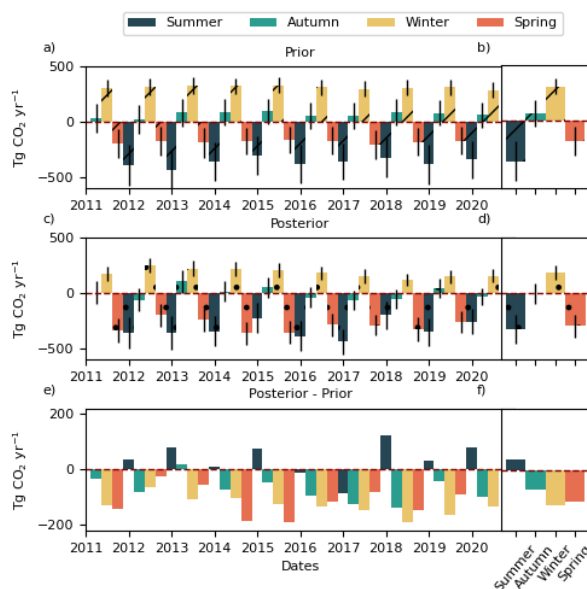 Summer Autumn Winter Spring
a) Prior b)
Tg CO2 yr−1
500
0
−500
2011 2012 2013 2014 2015 2016 2017 2018 2019 2020
c) Posterior d)
Tg CO2 yr−1
500
0
−500
2011 2012 2013 2014 2015 2016 2017 2018 2019 2020
e) Posterior - Prior f)
Tg CO2 yr−1
200
0
−200
2011 2012 2013 2014 2015 2016 2017 2018 2019 2020
Summer Autumn Winter Spring
Dates